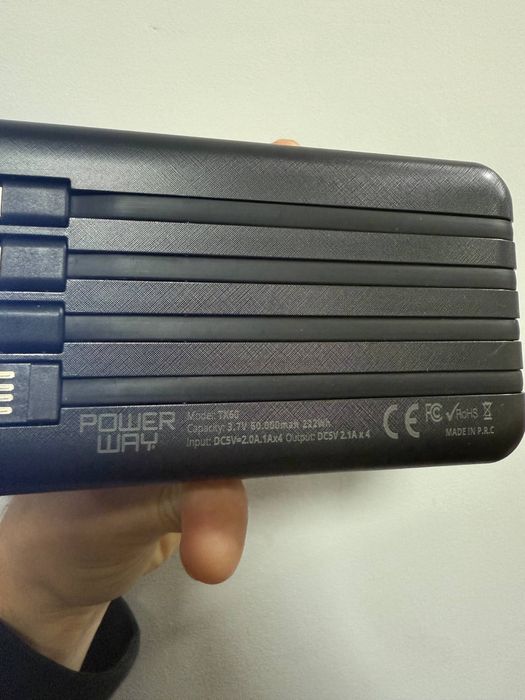 POWER
WAY
Model: TX60
Capacity: 3.7V 60.000mah 222Wh
Input: DC5V=2.0A.1Ax4 Output: DC5V 2.1A x 4
CE FC ✓RoHS
MADE IN P.R.C